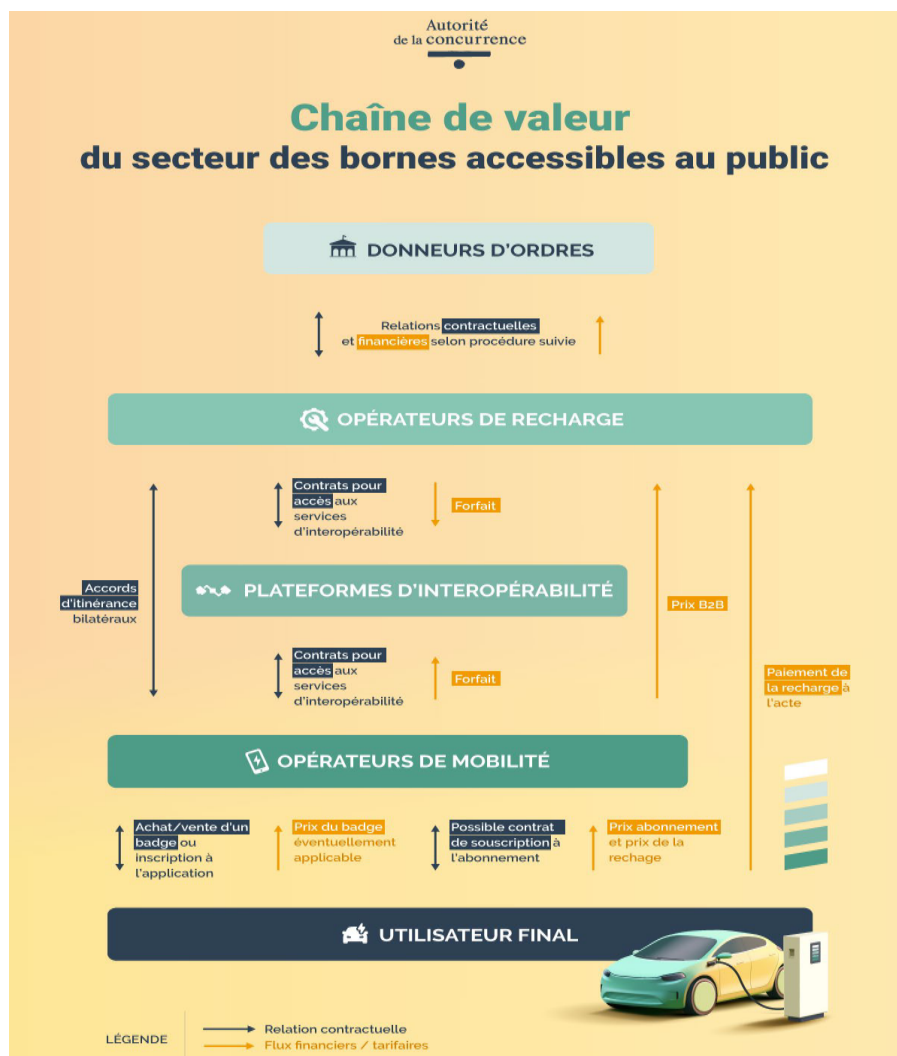 Autorité
de la concurrence
Chaîne de valeur
du secteur des bornes accessibles au public
DONNEURS D'ORDRES
Relations contractuelles
et financières selon procédure suivie
OPÉRATEURS DE RECHARGE
Contrats pour
accès aux
services
d'interopérabilité
Forfait
Accords
d'itinérance
bilatéraux
PLATEFORMES D'INTEROPÉRABILITÉ
Prix B2B
Contrats pour
accès aux
services
d'interopérabilité
Forfait
Paiement de
la recharge à
l'acte
OPÉRATEURS DE MOBILITÉ
Achat/vente d'un
badge ou
inscription à
l'application
Prix du badge
éventuellement
applicable
Possible contrat
de souscription à
l'abonnement
Prix abonnement
et prix de la
rechage
UTILISATEUR FINAL
LÉGENDE
Relation contractuelle
Flux financiers / tarifaires